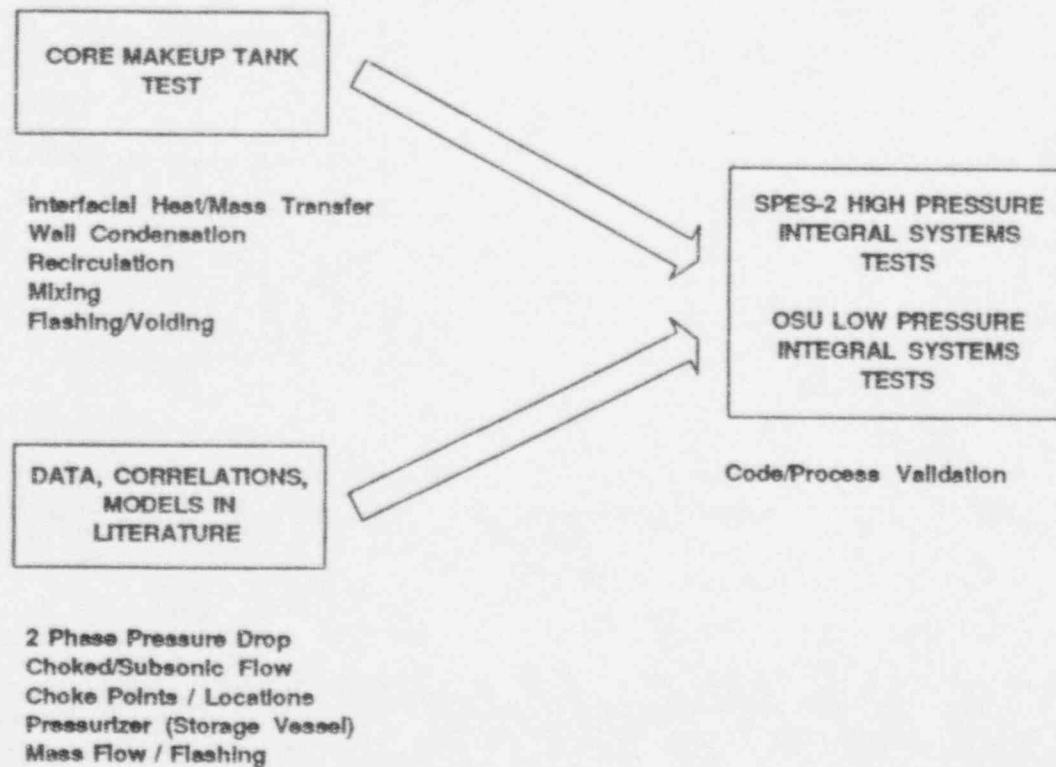 CORE MAKEUP TANK
TEST
Interfacial Heat/Mass Transfer
Wall Condensation
Recirculation
Mixing
Flashing/Voiding
DATA, CORRELATIONS,
MODELS IN
LITERATURE
2 Phase Pressure Drop
Choked/Subsonic Flow
Choke Points / Locations
Pressurizer (Storage Vessel)
Mass Flow / Flashing
SPES-2 HIGH PRESSURE
INTEGRAL SYSTEMS
TESTS
OSU LOW PRESSURE
INTEGRAL SYSTEMS
TESTS
Code/Process Validation